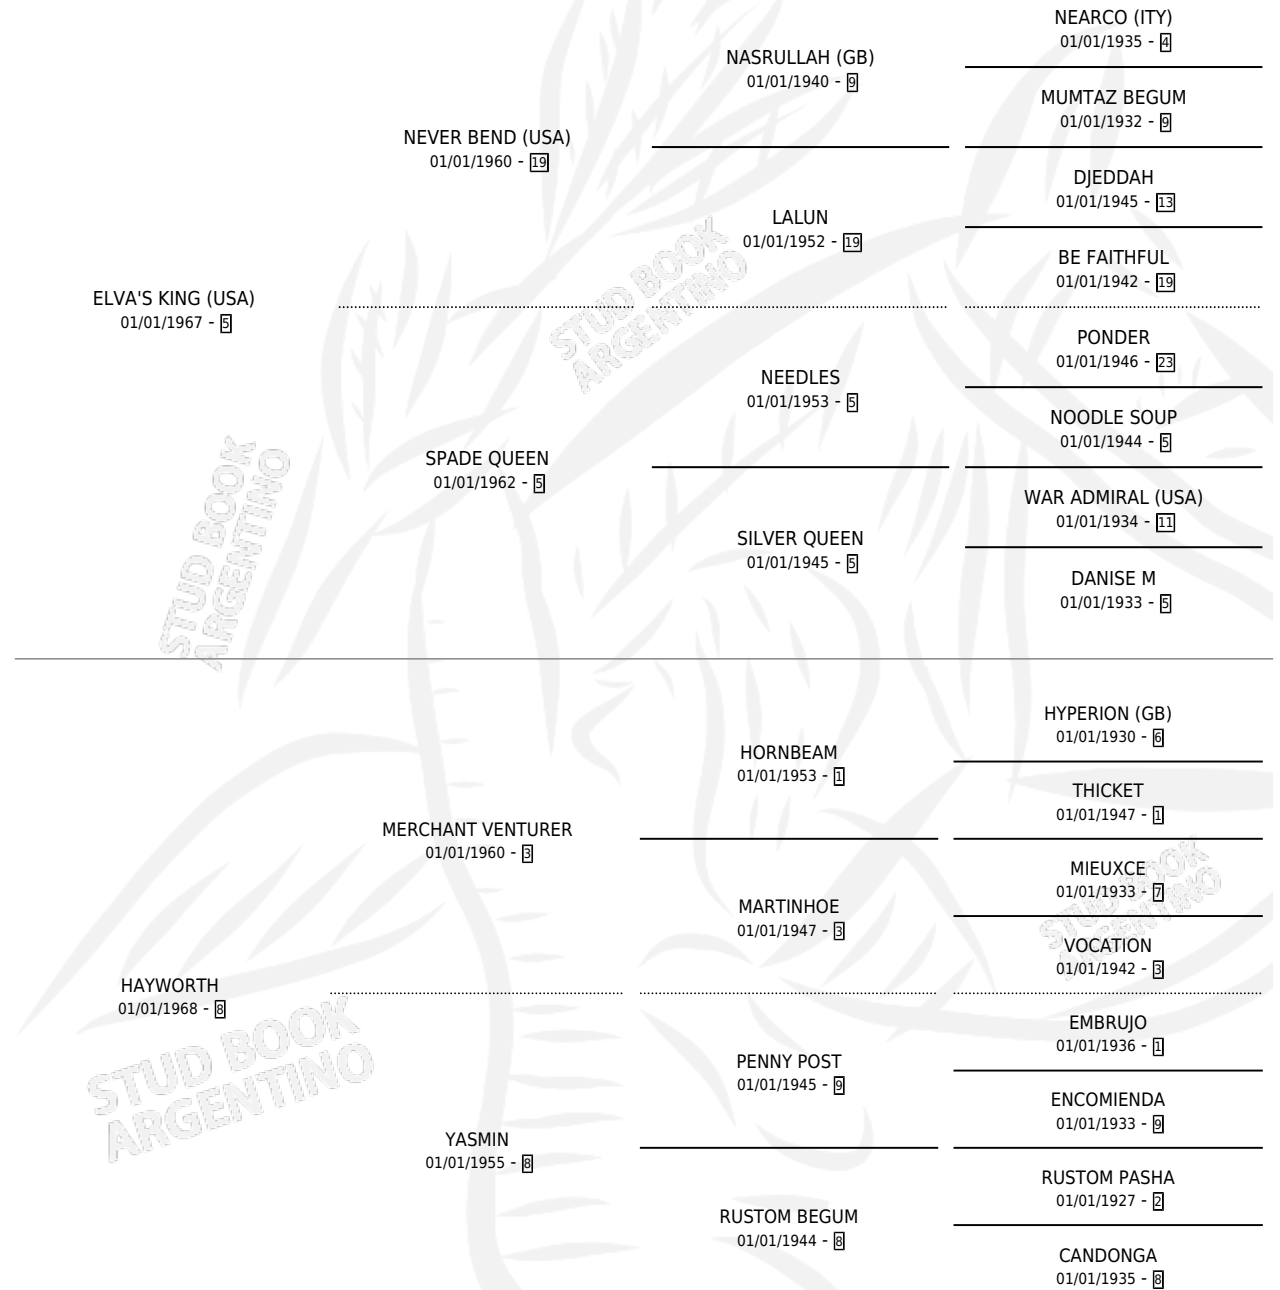 NEARCO (ITY)
01/01/1935 - 4
NASRULLAH (GB)
01/01/1940 - 9
MUMTAZ BEGUM
01/01/1932 - 9
NEVER BEND (USA)
01/01/1960 - 19
DJEDDAH
01/01/1945 - 13
LALUN
01/01/1952 - 19
BE FAITHFUL
01/01/1942 - 19
ELVA'S KING (USA)
01/01/1967 - 5
STUD BOOK
ARGENTINO
PONDER
01/01/1946 - 23
NEEDLES
01/01/1953 - 5
NOODLE SOUP
01/01/1944 - 5
SPADE QUEEN
01/01/1962 - 5
WAR ADMIRAL (USA)
01/01/1934 - 11
SILVER QUEEN
01/01/1945 - 5
DANISE M
01/01/1933 - 5
STUD BOOK
ARGENTINO
HYPERION (GB)
01/01/1930 - 6
HORNBEAM
01/01/1953 - 1
THICKET
01/01/1947 - 1
MERCHANT VENTURER
01/01/1960 - 3
MIEUXCE
01/01/1933 - 7
MARTINHOE
01/01/1947 - 3
VOCATION
01/01/1942 - 3
STUD BOOK
ARGENTINO
HAYWORTH
01/01/1968 - 8
STUD BOOK
ARGENTINO
EMBRUJO
01/01/1936 - 1
PENNY POST
01/01/1945 - 9
ENCOMIENDA
01/01/1933 - 9
YASMIN
01/01/1955 - 8
RUSTOM PASHA
01/01/1927 - 2
RUSTOM BEGUM
01/01/1944 - 8
CANDONGA
01/01/1935 - 8